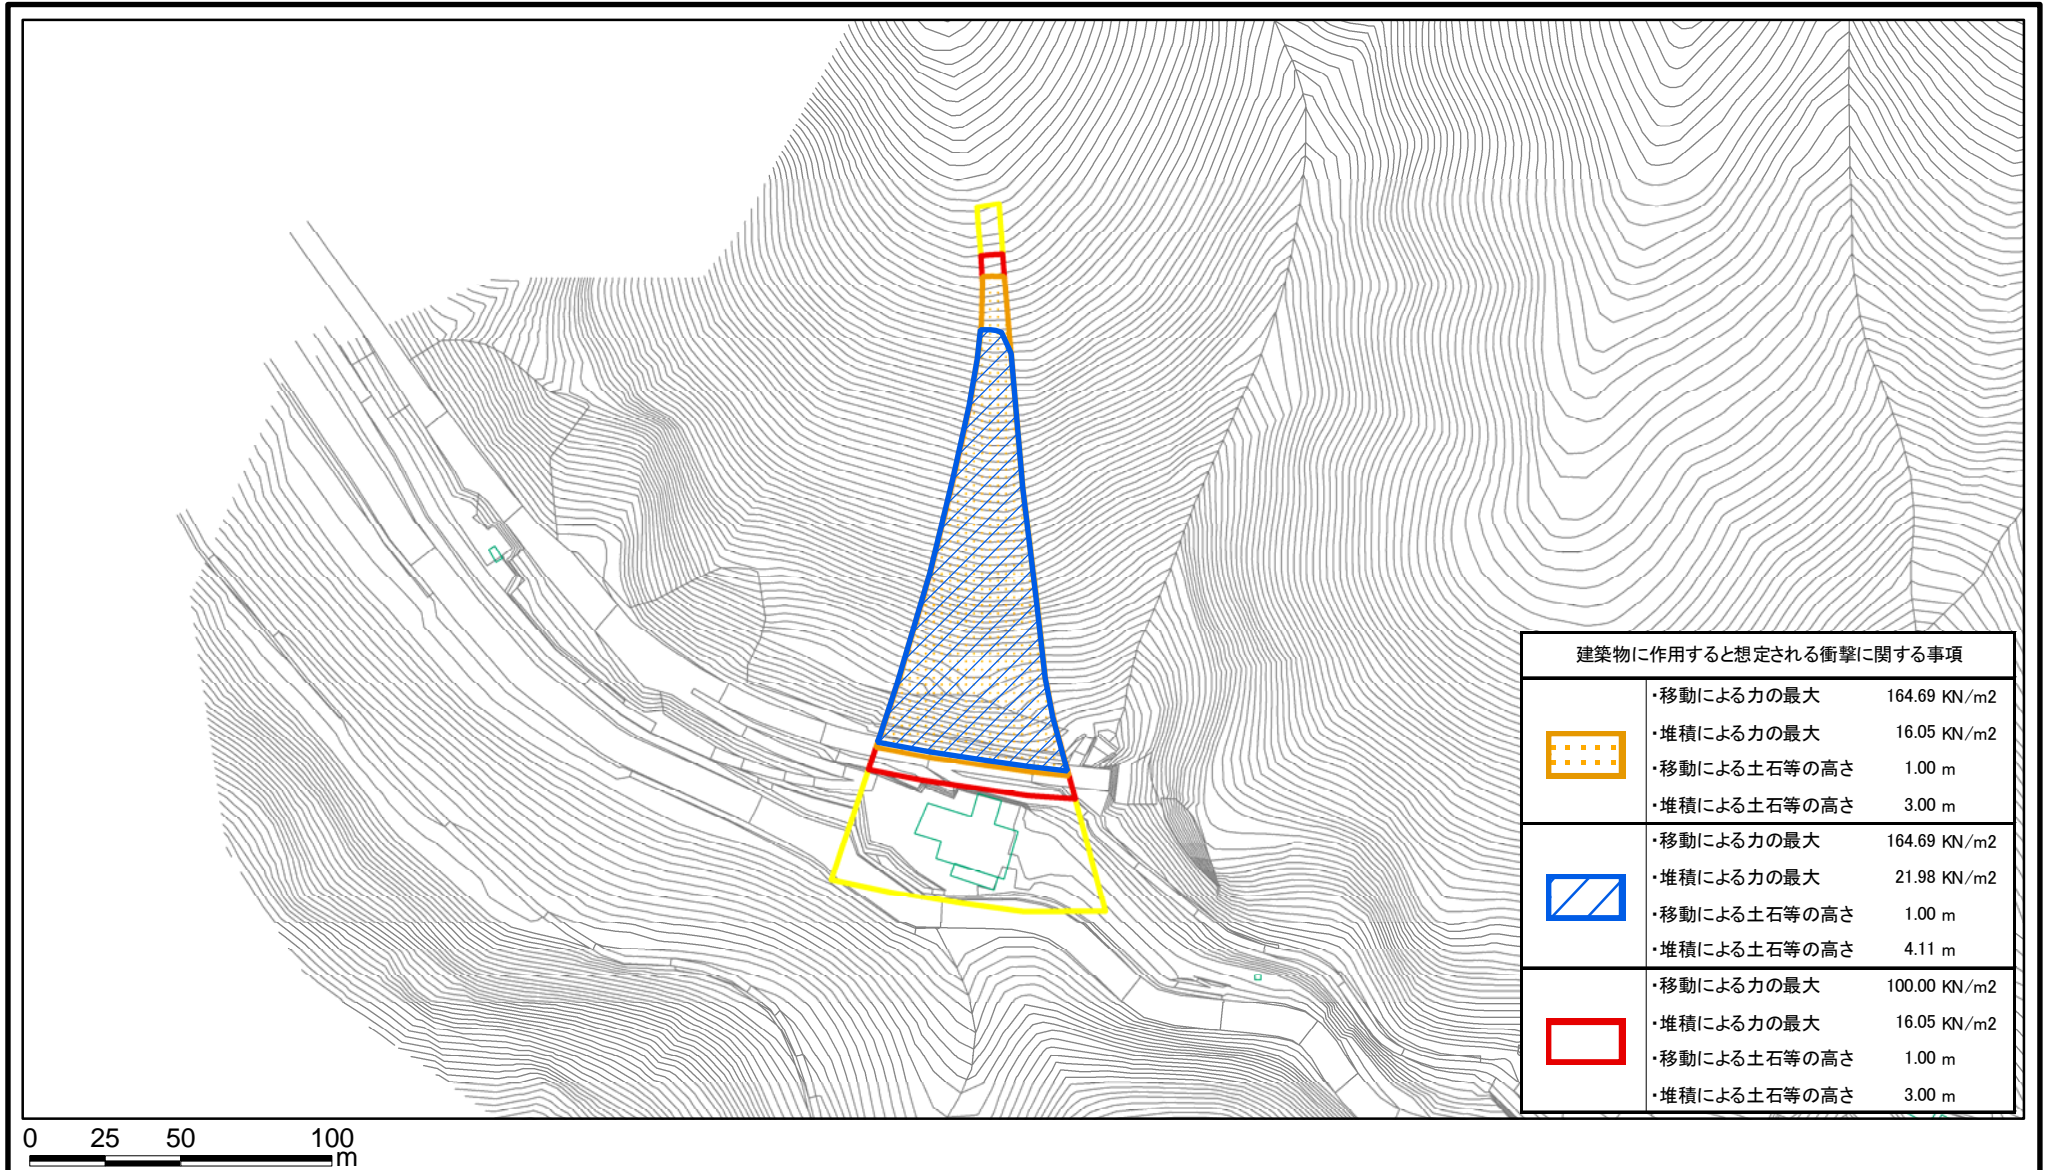 建築物に作用すると想定される衝撃に関する事項
・移動による力の最大 164.69 KN/m2
・堆積による力の最大 16.05 KN/m2
・移動による土石等の高さ 1.00 m
・堆積による土石等の高さ 3.00 m
・移動による力の最大 164.69 KN/m2
・堆積による力の最大 21.98 KN/m2
・移動による土石等の高さ 1.00 m
・堆積による土石等の高さ 4.11 m
・移動による力の最大 100.00 KN/m2
・堆積による力の最大 16.05 KN/m2
・移動による土石等の高さ 1.00 m
・堆積による土石等の高さ 3.00 m
0 25 50 100
m